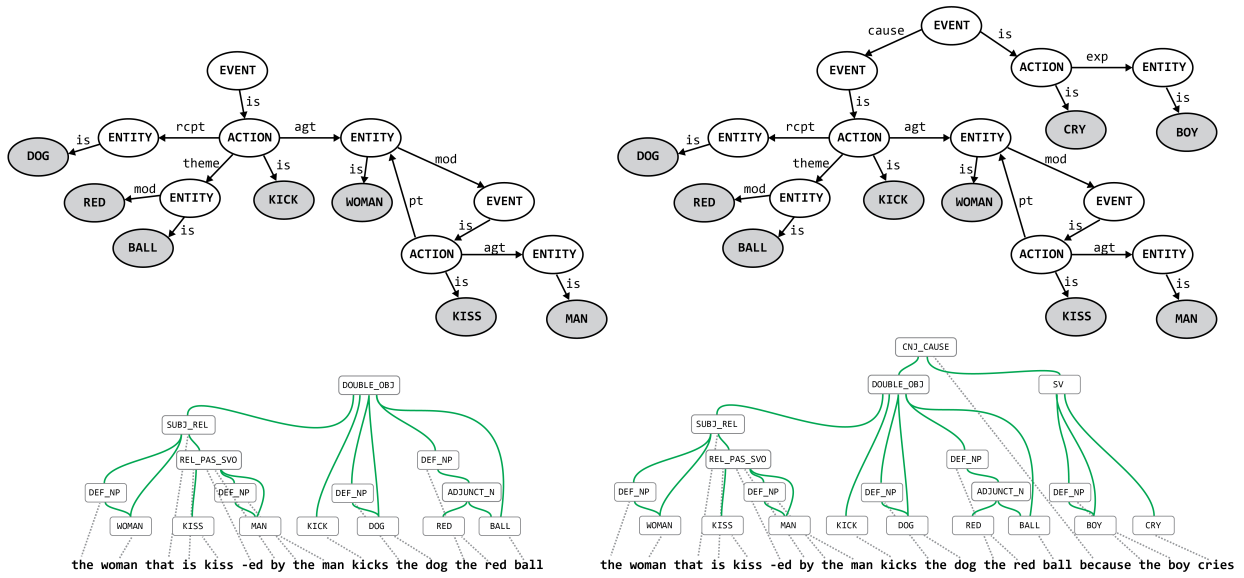 EVENT
is
DOG
is
ENTITY
rcpt
ACTION
agt
ENTITY
theme
is
is
mod
RED
mod
ENTITY
KICK
WOMAN
pt
EVENT
is
BALL
is
ACTION
agt
ENTITY
is
is
KISS
MAN
EVENT
cause
is
EVENT
ACTION
exp
ENTITY
is
is
is
CRY
BOY
DOG
is
ENTITY
rcpt
ACTION
agt
ENTITY
theme
is
is
mod
RED
mod
ENTITY
KICK
WOMAN
pt
EVENT
is
BALL
is
ACTION
agt
ENTITY
is
is
KISS
MAN
DOUBLE_OBJ
SUBJ_REL
REL_PAS_SVO
DEF_NP
DEF_NP
DEF_NP
DEF_NP
ADJUNCT_N
WOMAN
KISS
MAN
KICK
DOG
RED
BALL
the woman that is kiss -ed by the man kicks the dog the red ball
CNJ_CAUSE
DOUBLE_OBJ
SV
SUBJ_REL
REL_PAS_SVO
DEF_NP
DEF_NP
DEF_NP
DEF_NP
ADJUNCT_N
DEF_NP
WOMAN
KISS
MAN
KICK
DOG
RED
BALL
BOY
CRY
the woman that is kiss -ed by the man kicks the dog the red ball because the boy cries